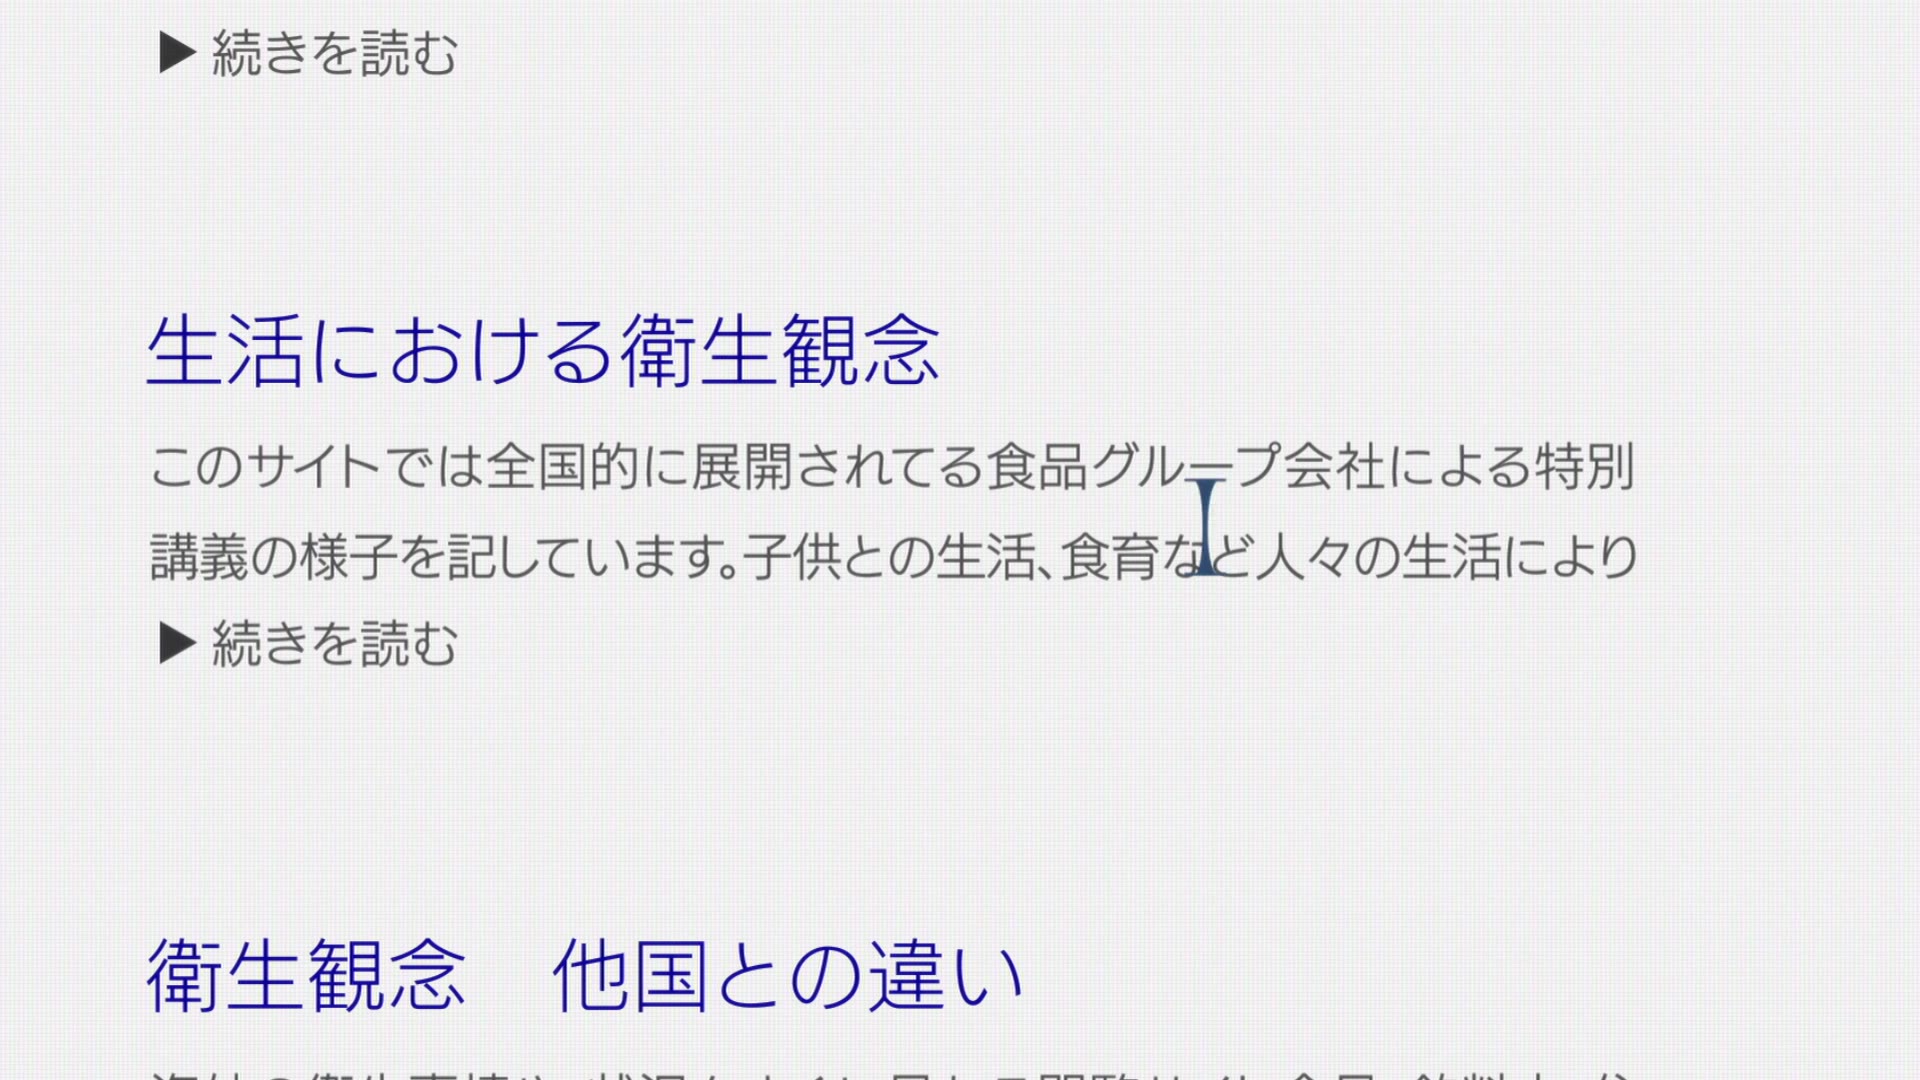 ▶ 続きを読む
生活における衛生観念
このサイトでは全国的に展開されてる食品グループ会社による特別
講義の様子を記しています。子供との生活、食育など人々の生活により
▶ 続きを読む
衛生観念　他国との違い